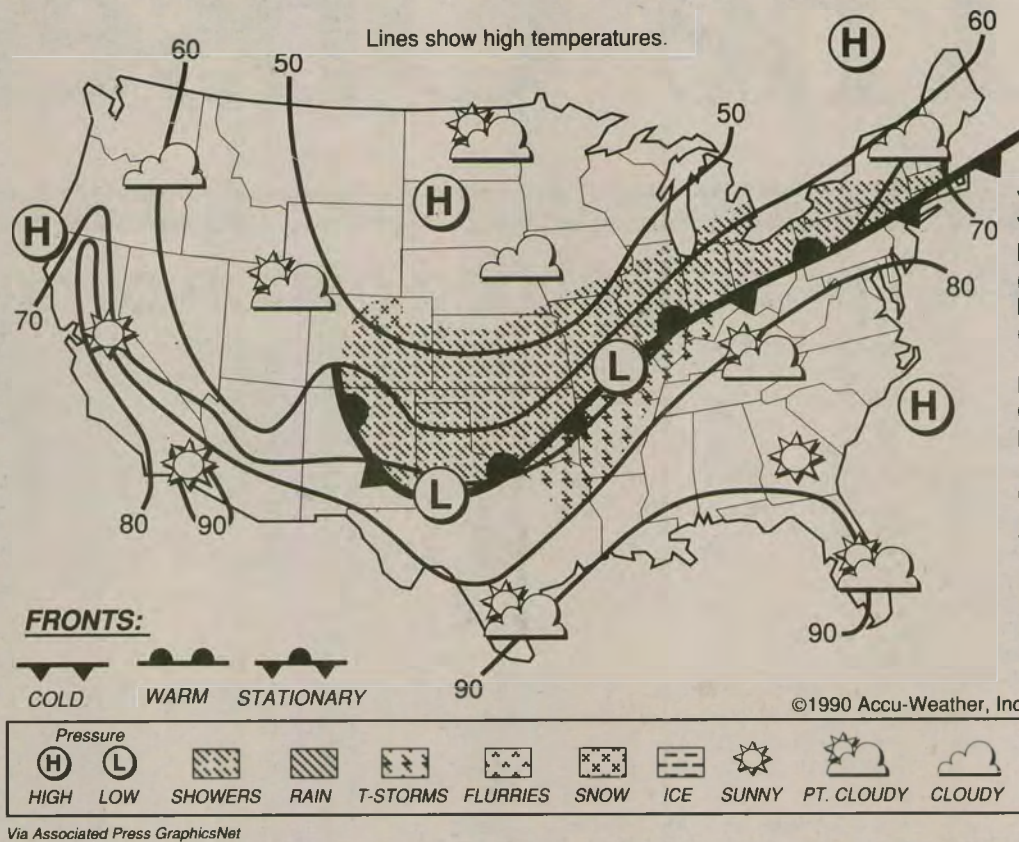 Lines show high temperatures.
60
50
H
60
50
H
H
70
70
80
L
H
L
80
90
90
90
FRONTS:
COLD WARM STATIONARY
©1990 Accu-Weather, Inc
Pressure
H L
HIGH LOW SHOWERS RAIN T-STORMS FLURRIES SNOW ICE SUNNY PT. CLOUDY CLOUDY
Via Associated Press GraphicsNet